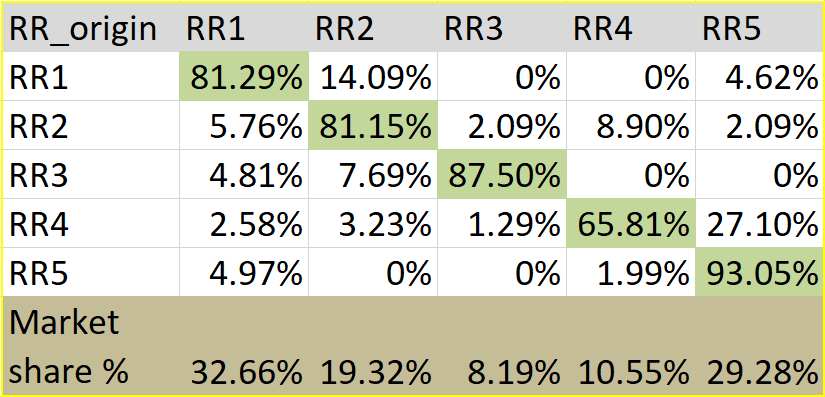 RR_origin RR1 RR2 RR3 RR4 RR5
RR1 81.29% 14.09% 0% 0% 4.62%
RR2 5.76% 81.15% 2.09% 8.90% 2.09%
RR3 4.81% 7.69% 87.50% 0% 0%
RR4 2.58% 3.23% 1.29% 65.81% 27.10%
RR5 4.97% 0% 0% 1.99% 93.05%
Market
share % 32.66% 19.32% 8.19% 10.55% 29.28%